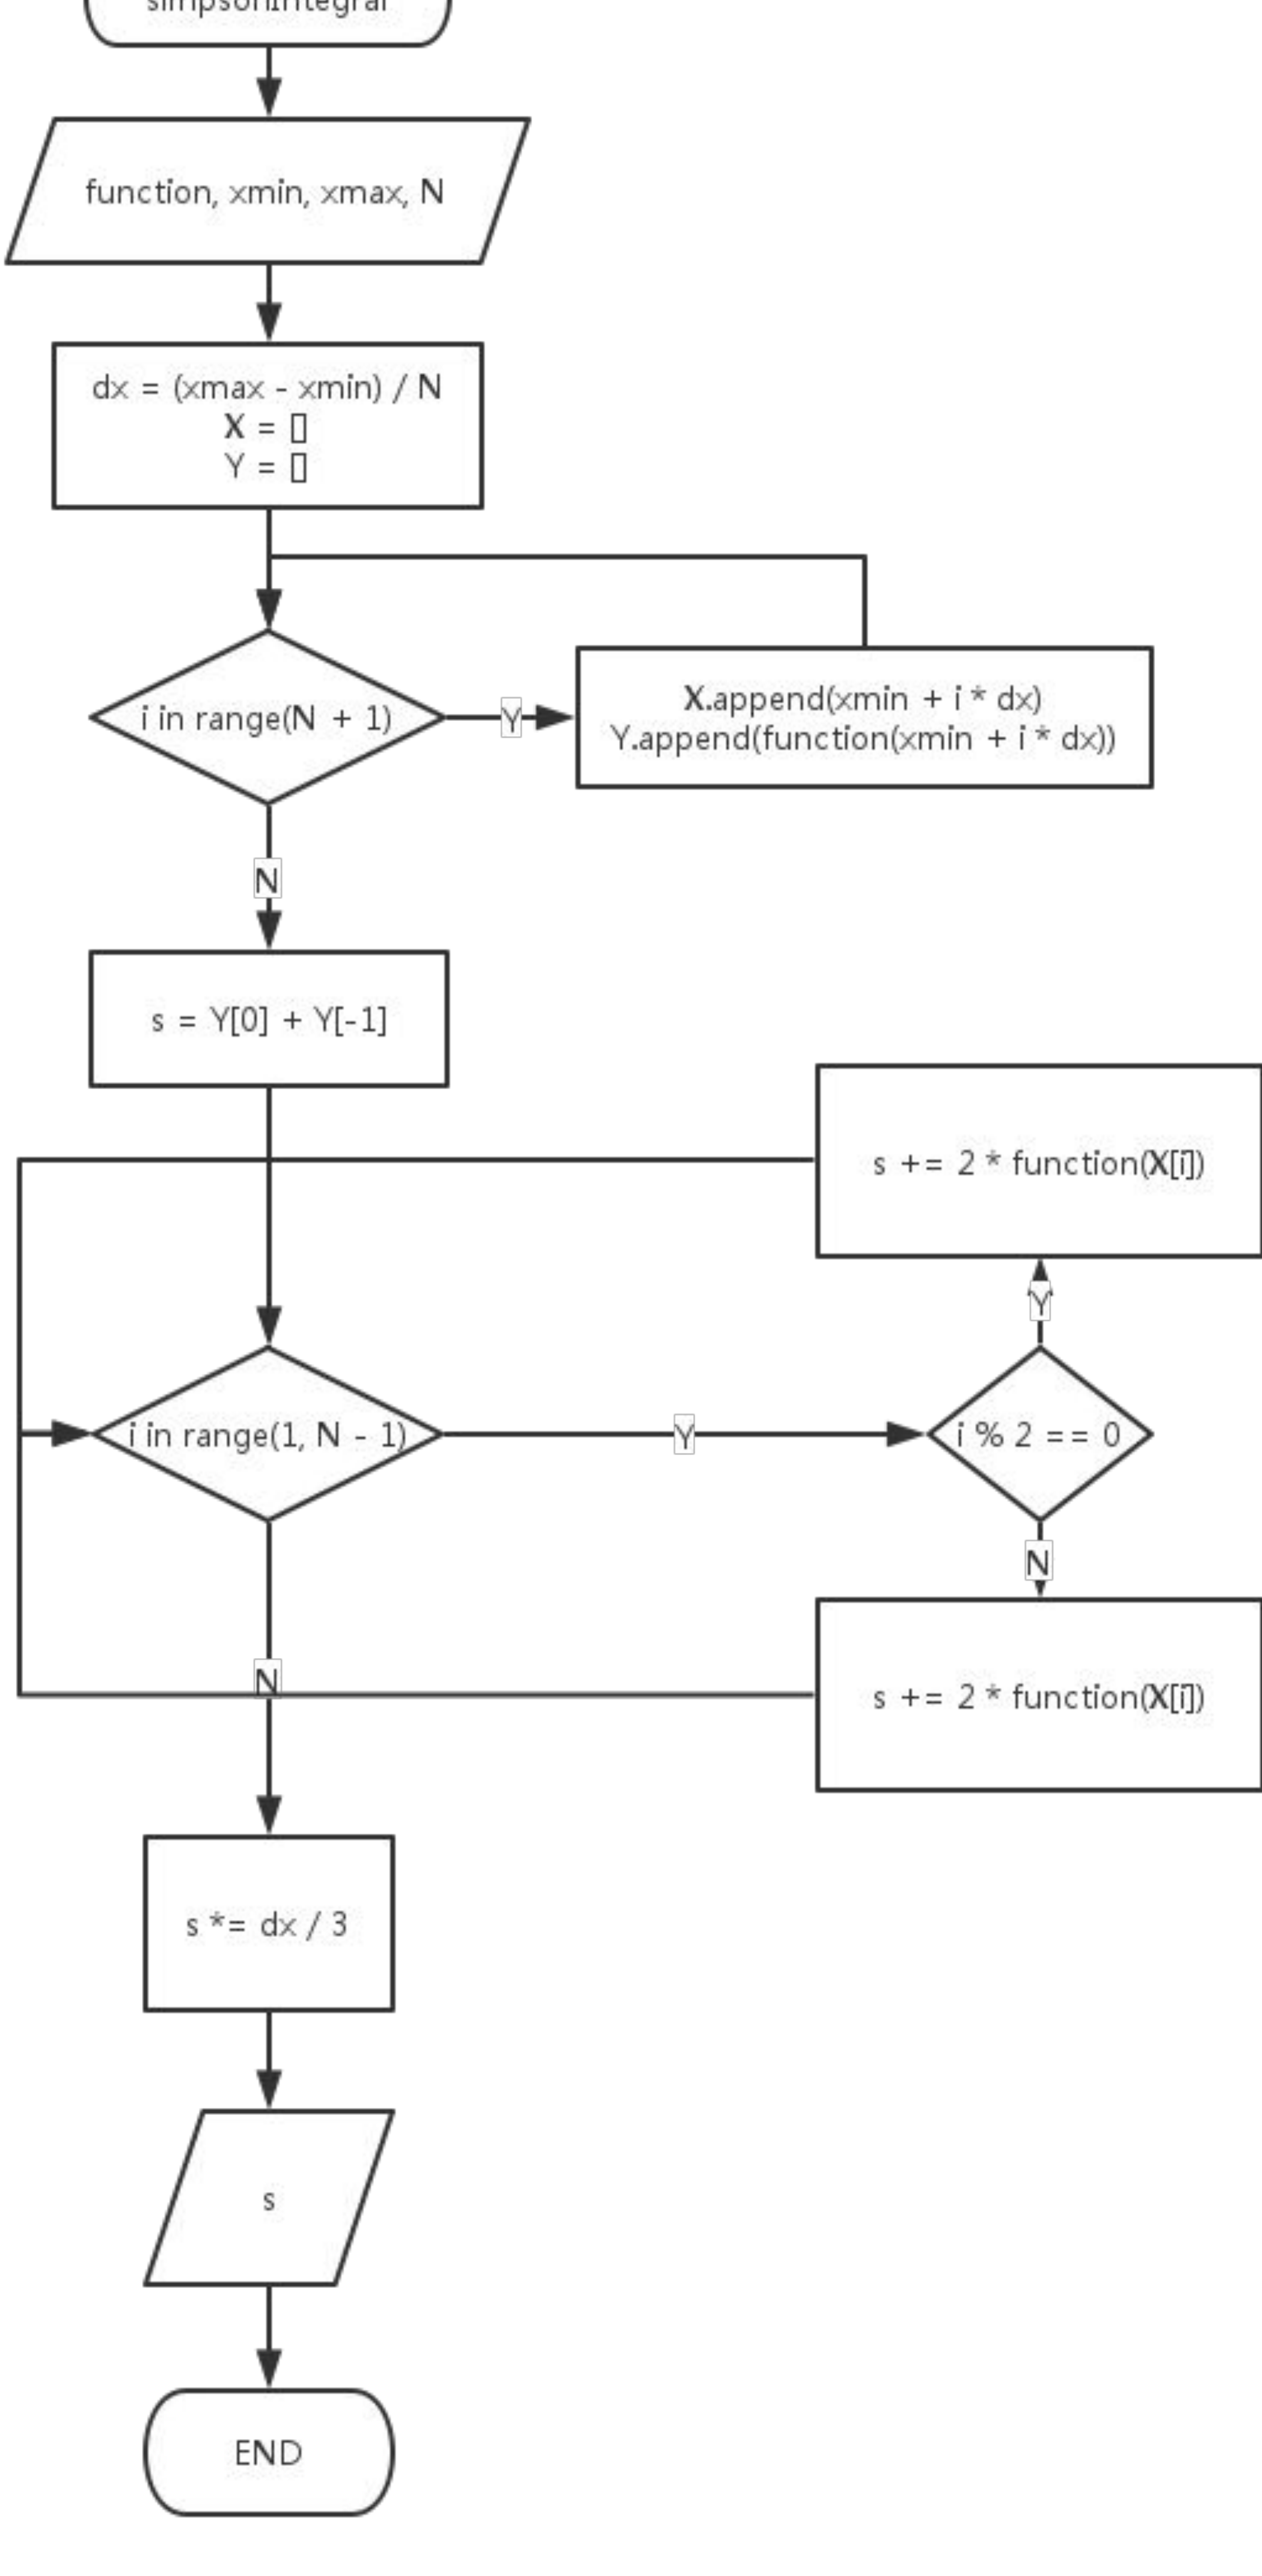 simpsonIntegral
function, xmin, xmax, N
dx = (xmax - xmin) / N
X = []
Y = []
i in range(N + 1)
Y
X.append(xmin + i * dx)
Y.append(function(xmin + i * dx))
N
s = Y[0] + Y[-1]
s += 2 * function(X[i])
Y
i in range(1, N - 1)
Y
i % 2 == 0
N
s += 2 * function(X[i])
N
s *= dx / 3
s
END